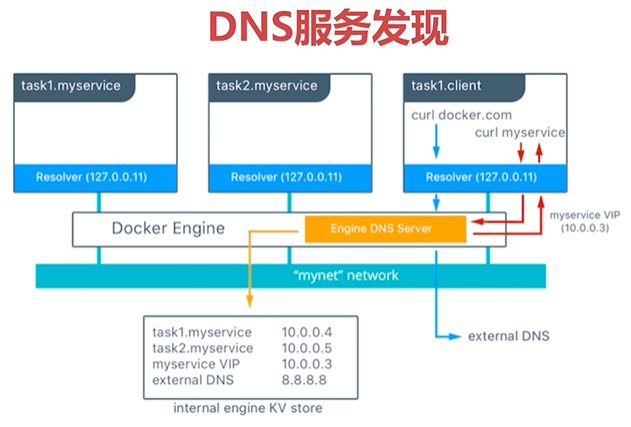 DNS服务发现
task1.myservice
task2.myservice
task1.client
curl docker.com
curl myservice
Resolver (127.0.0.11)
Resolver (127.0.0.11)
Resolver (127.0.0.11)
myservice VIP
(10.0.0.3)
Docker Engine
Engine DNS Server
“mynet” network
task1.myservice 10.0.0.4
task2.myservice 10.0.0.5
myservice VIP 10.0.0.3
external DNS 8.8.8.8
external DNS
internal engine KV store